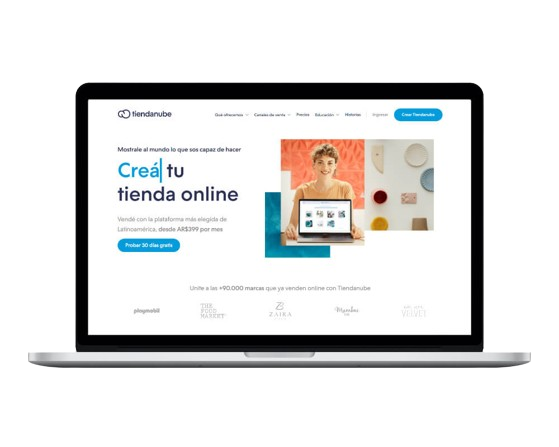 tiendanube
Qué ofrecemos
Canales de venta
Precios
Educación
Historias
Ingresar
Crear Tiendanube
Mostrale al mundo lo que sos capaz de hacer
Creá tu
tienda online
Vendé con la plataforma más elegida de
Latinoamérica, desde AR$399 por mes
Probar 30 días gratis
Unite a las +90.000 marcas que ya venden online con Tiendanube
playmobil
THE
FOOD
MARKET
ZAIKA
VELVET